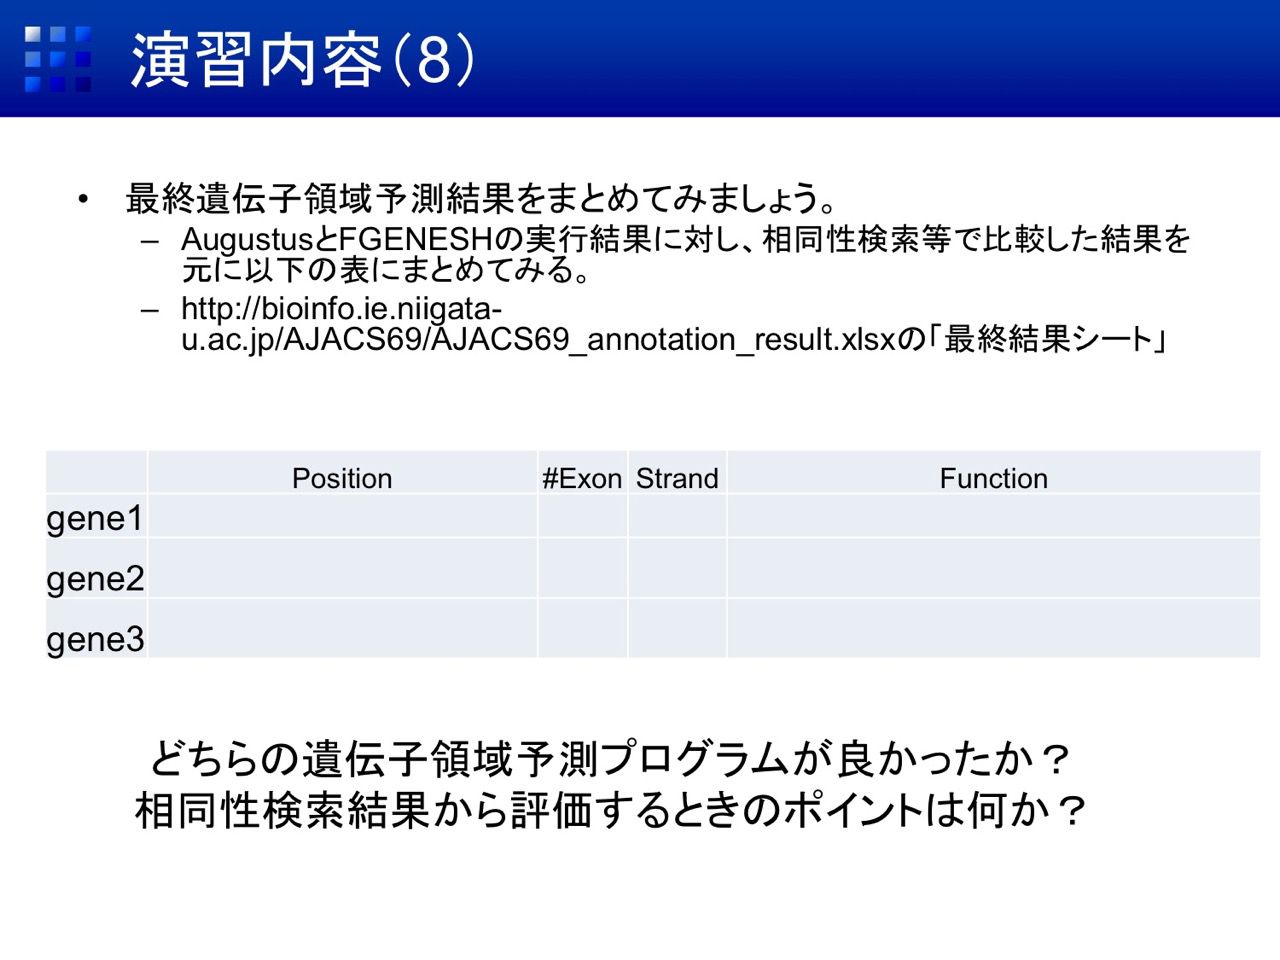 演習内容（8）
• 最終遺伝子領域予測結果をまとめてみましょう。
– AugustusとFGENESHの実行結果に対し、相同性検索等で比較した結果を
元に以下の表にまとめてみる。
– http://bioinfo.ie.niigata-
u.ac.jp/AJACS69/AJACS69_annotation_result.xlsxの「最終結果シート」
Position #Exon Strand Function
gene1
gene2
gene3
どちらの遺伝子領域予測プログラムが良かったか？
相同性検索結果から評価するときのポイントは何か？